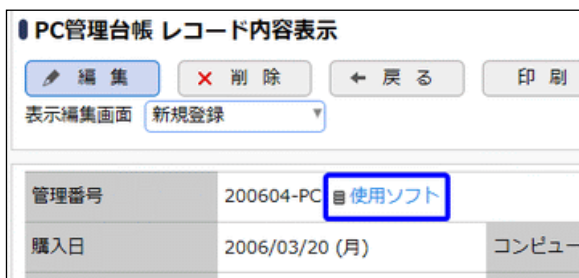 PC管理台帳 レコード内容表示
編 集 削 除 戻 る 印 刷
表示編集画面 新規登録
管理番号 200604-PC 使用ソフト
購入日 2006/03/20 (月) コンピュー